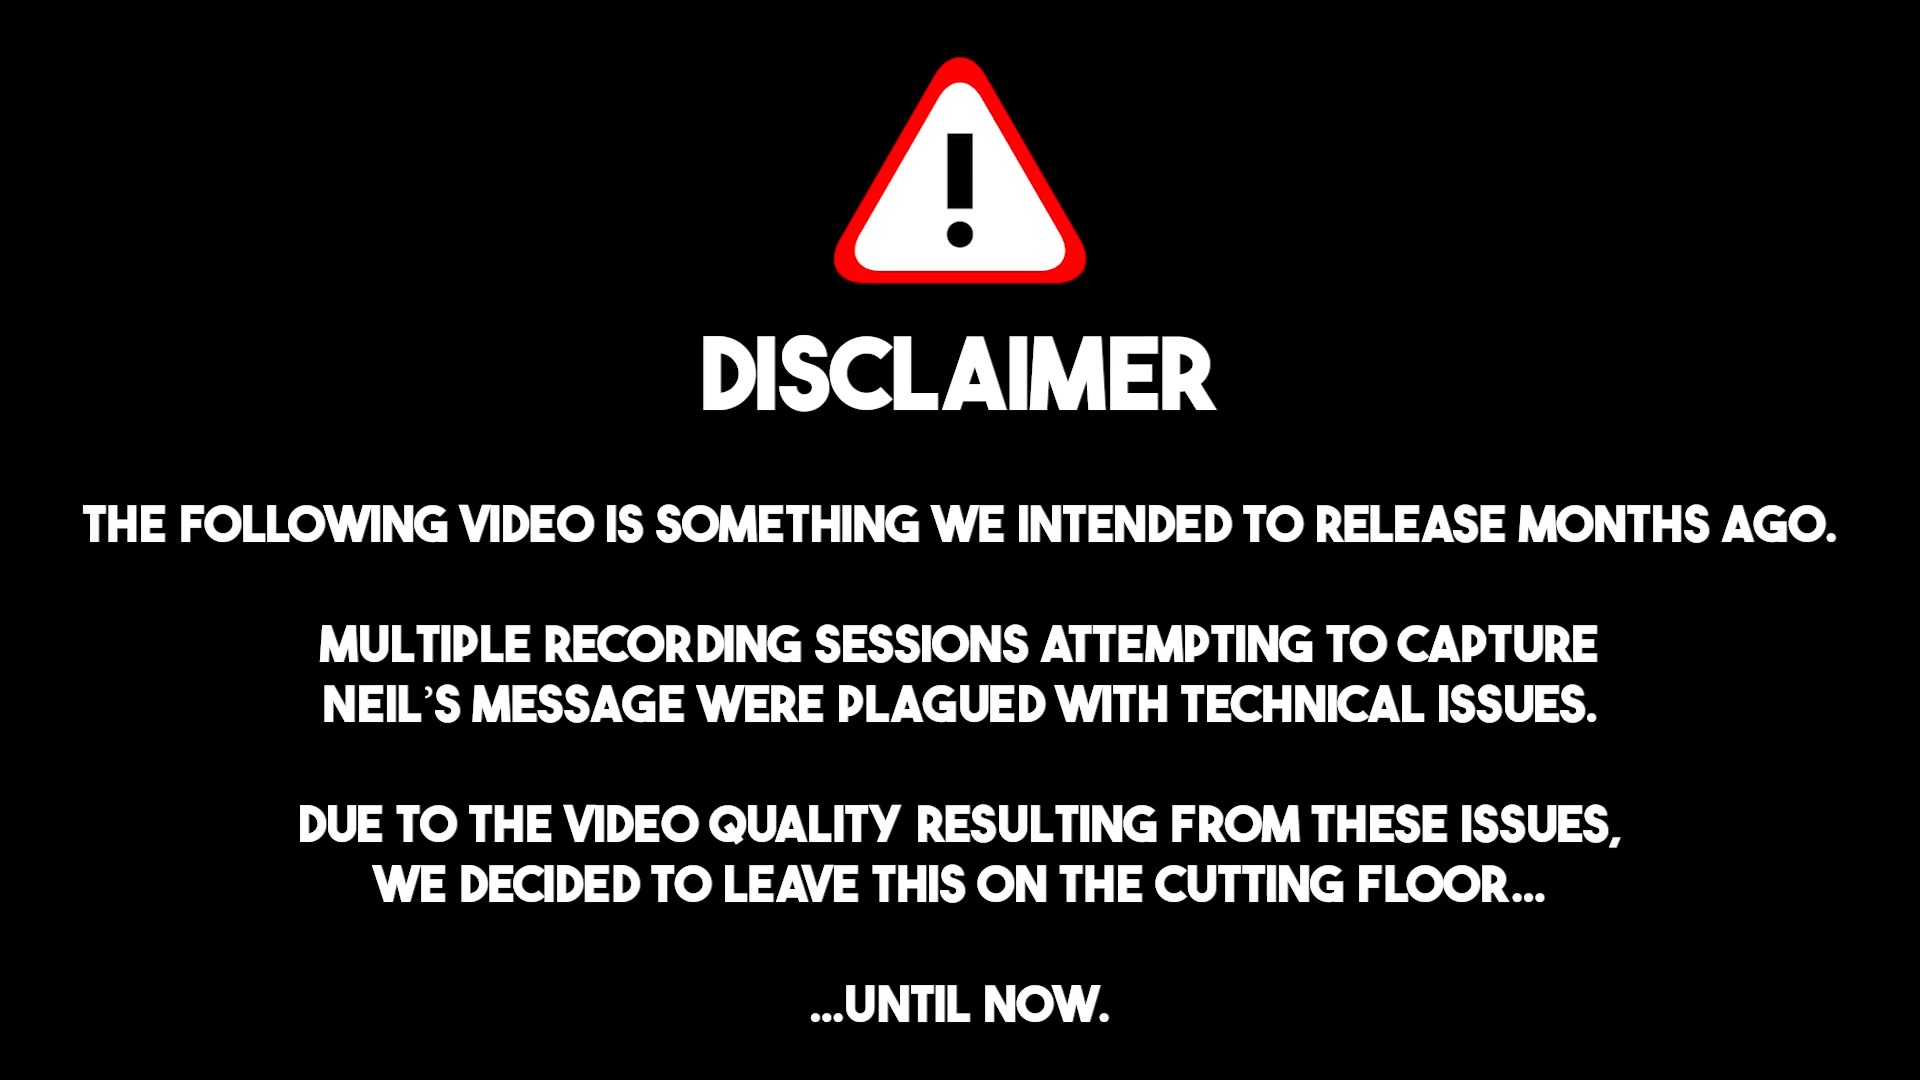 !
DISCLAIMER
THE FOLLOWING VIDEO IS SOMETHING WE INTENDED TO RELEASE MONTHS AGO.
MULTIPLE RECORDING SESSIONS ATTEMPTING TO CAPTURE
NEIL'S MESSAGE WERE PLAGUED WITH TECHNICAL ISSUES.
DUE TO THE VIDEO QUALITY RESULTING FROM THESE ISSUES,
WE DECIDED TO LEAVE THIS ON THE CUTTING FLOOR...
...UNTIL NOW.